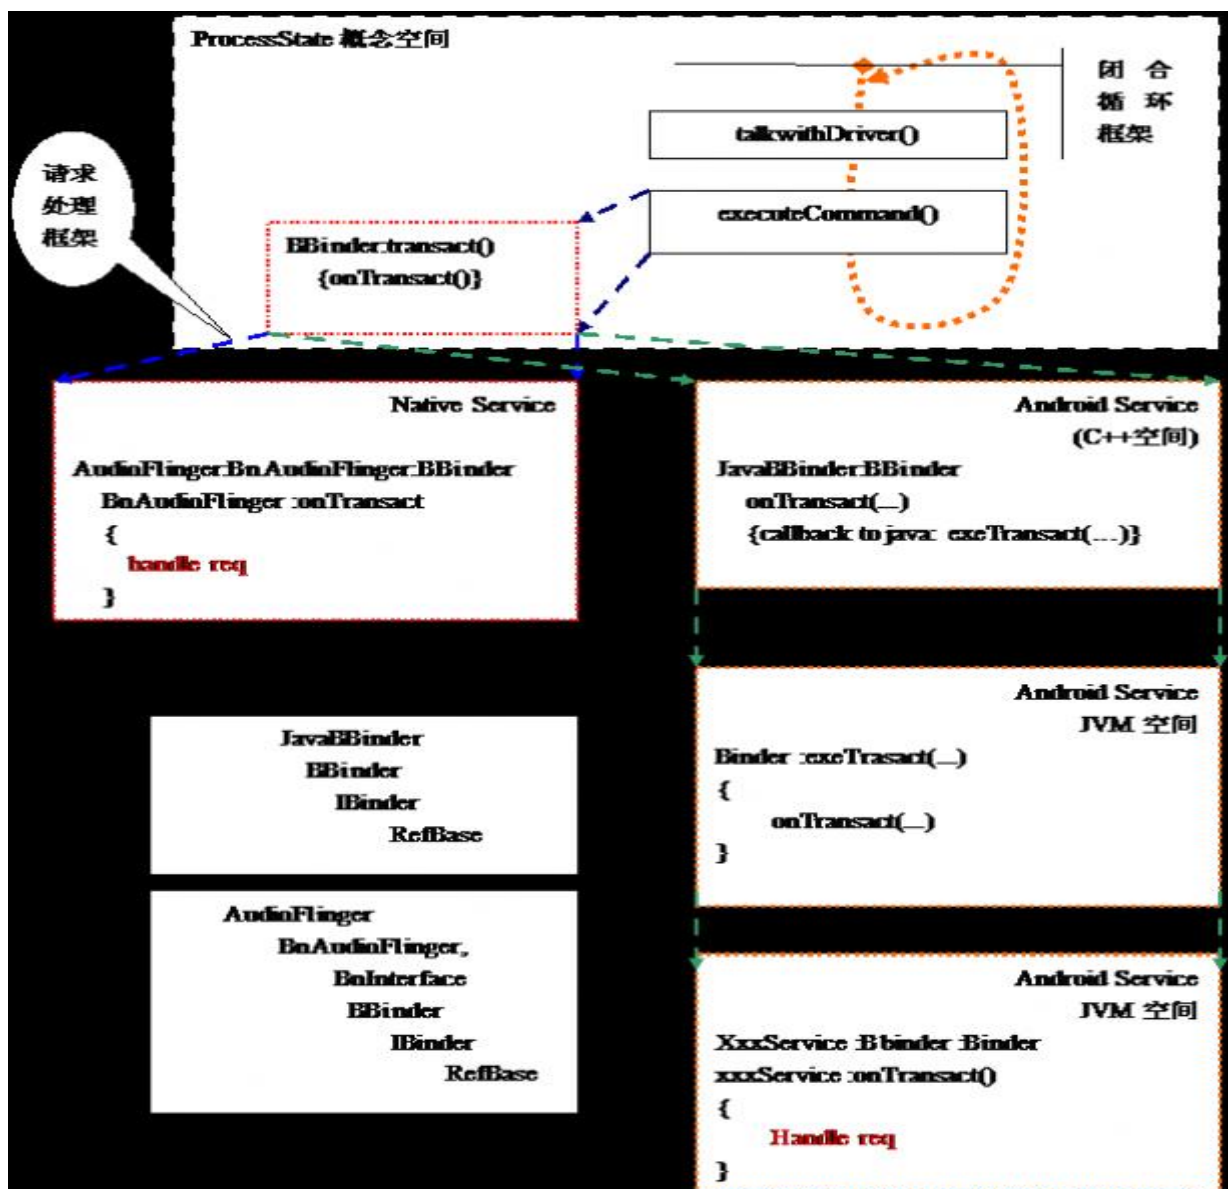 ProcessState 概念空间
闭 合
循 环
框架
talkwithDriver()
executeCommand()
请求
处理
框架
BBinder:transact()
{onTransact()}
Native Service
AudioFlinger:BnAudioFlinger:BBinder
BnAudioFlinger :onTransact
{
handle req
}
Android Service
(C++空间)
JavaBBinder:BBinder
onTransact(...)
{callback to java: exeTransact(...)}
Android Service
JVM 空间
Binder :exeTrasact(...)
{
onTransact(...)
}
JavaBBinder
BBinder
IBinder
RefBase
AudioFlinger
BnAudioFlinger,
BnInterface
BBinder
IBinder
RefBase
Android Service
JVM 空间
XxxService :Bbinder :Binder
xxxService :onTransact()
{
Handle req
}